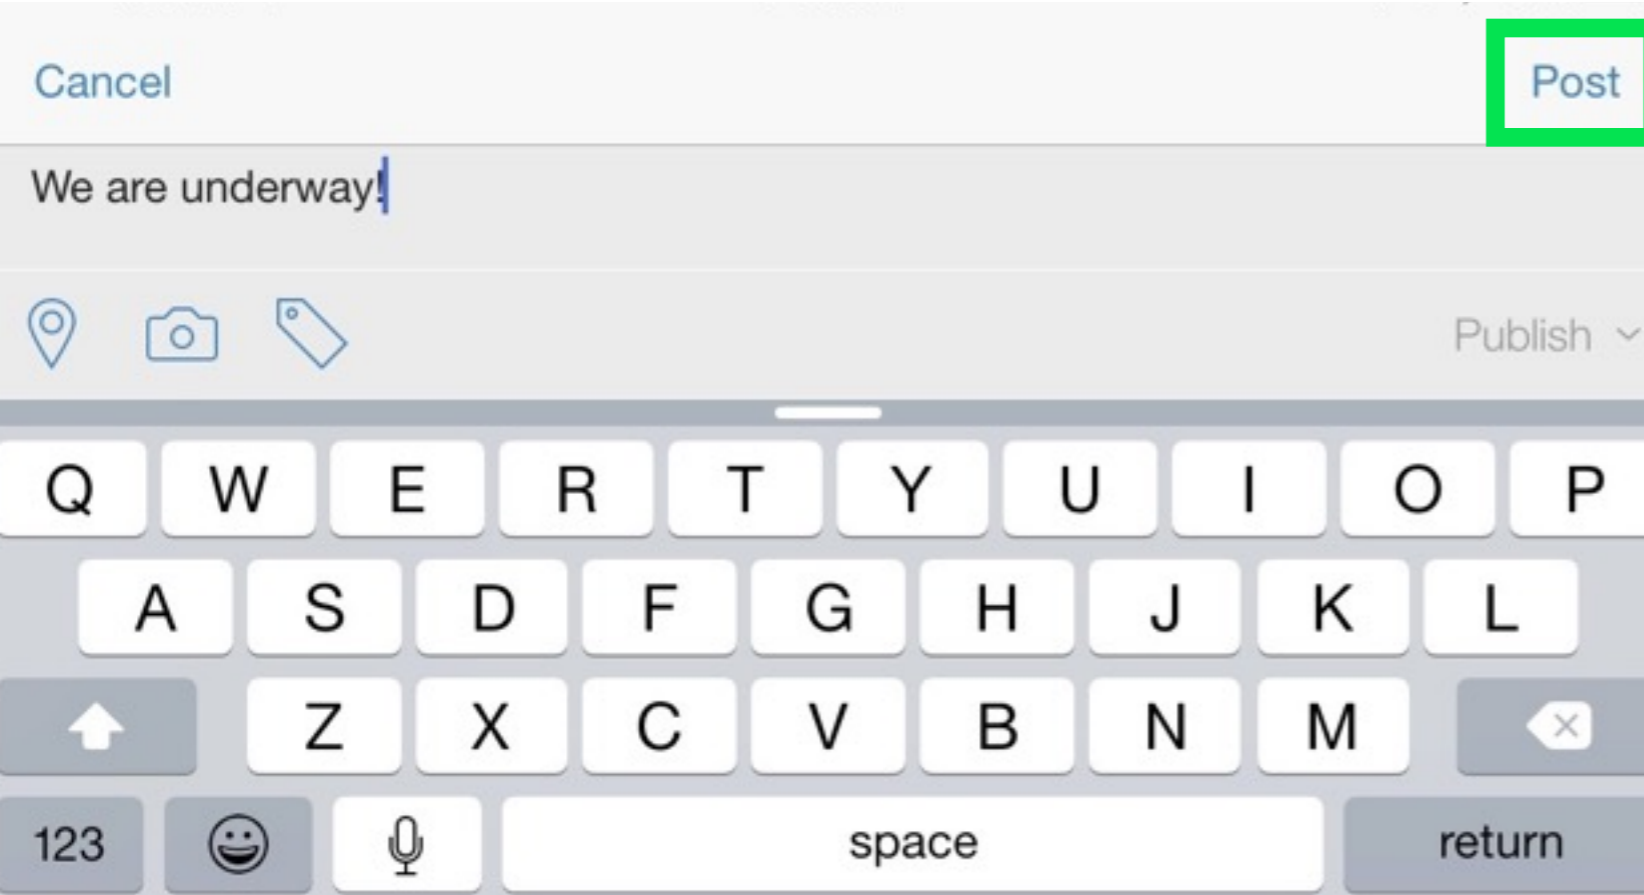 Cancel Post
We are underway!
Publish
Q W E R T Y U I O P
A S D F G H J K L
Z X C V B N M
123 space return